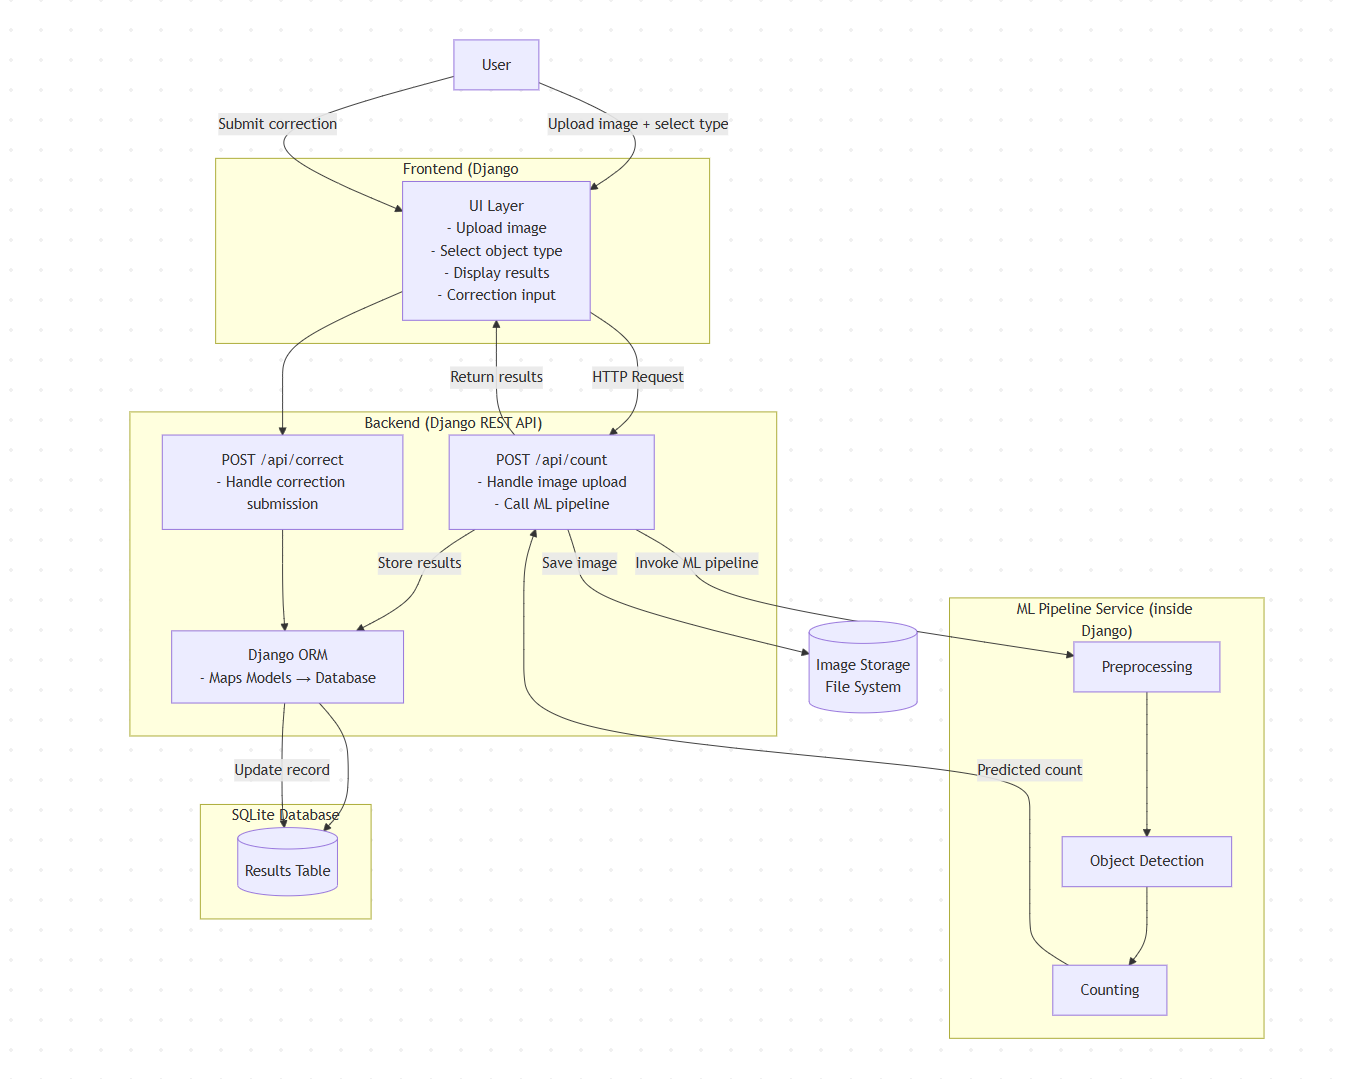 User
Submit correction
Upload image + select type
Frontend (Django
UI Layer
- Upload image
- Select object type
- Display results
- Correction input
Return results
HTTP Request
Backend (Django REST API)
POST /api/correct
- Handle correction
submission
POST /api/count
- Handle image upload
- Call ML pipeline
Store results
Save image
Invoke ML pipeline
ML Pipeline Service (inside
Django)
Django ORM
- Maps Models → Database
Image Storage
File System
Preprocessing
Update record
Predicted count
SQLite Database
Results Table
Object Detection
Counting